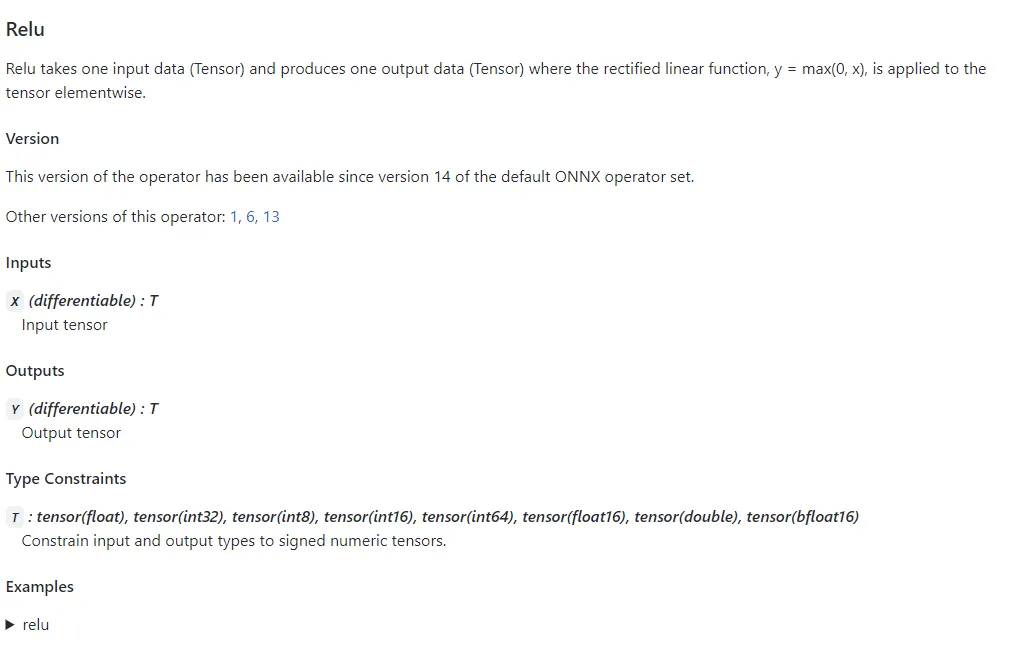 Relu
Relu takes one input data (Tensor) and produces one output data (Tensor) where the rectified linear function, y = max(0, x), is applied to the
tensor elementwise.
Version
This version of the operator has been available since version 14 of the default ONNX operator set.
Other versions of this operator: 1, 6, 13
Inputs
X (differentiable) : T
Input tensor
Outputs
Y (differentiable) : T
Output tensor
Type Constraints
T : tensor(float), tensor(int32), tensor(int8), tensor(int16), tensor(int64), tensor(float16), tensor(double), tensor(bfloat16)
Constrain input and output types to signed numeric tensors.
Examples
relu